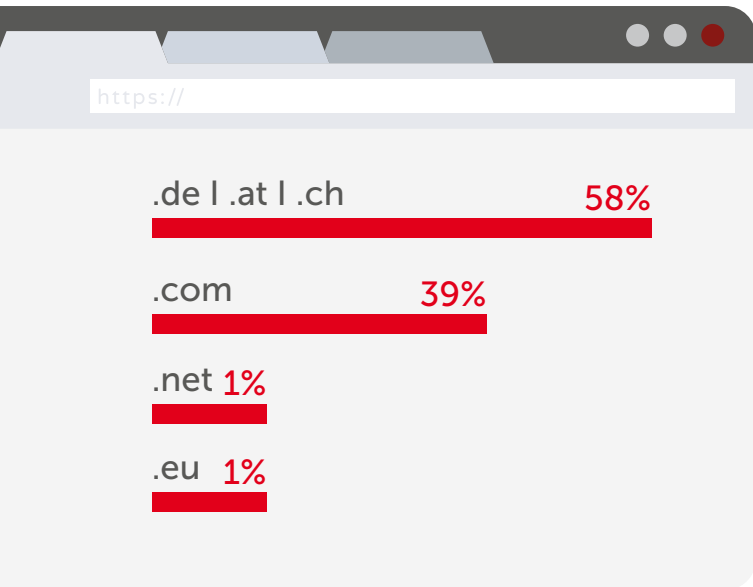 https://
.de I .at I .ch 58%
.com 39%
.net 1%
.eu 1%